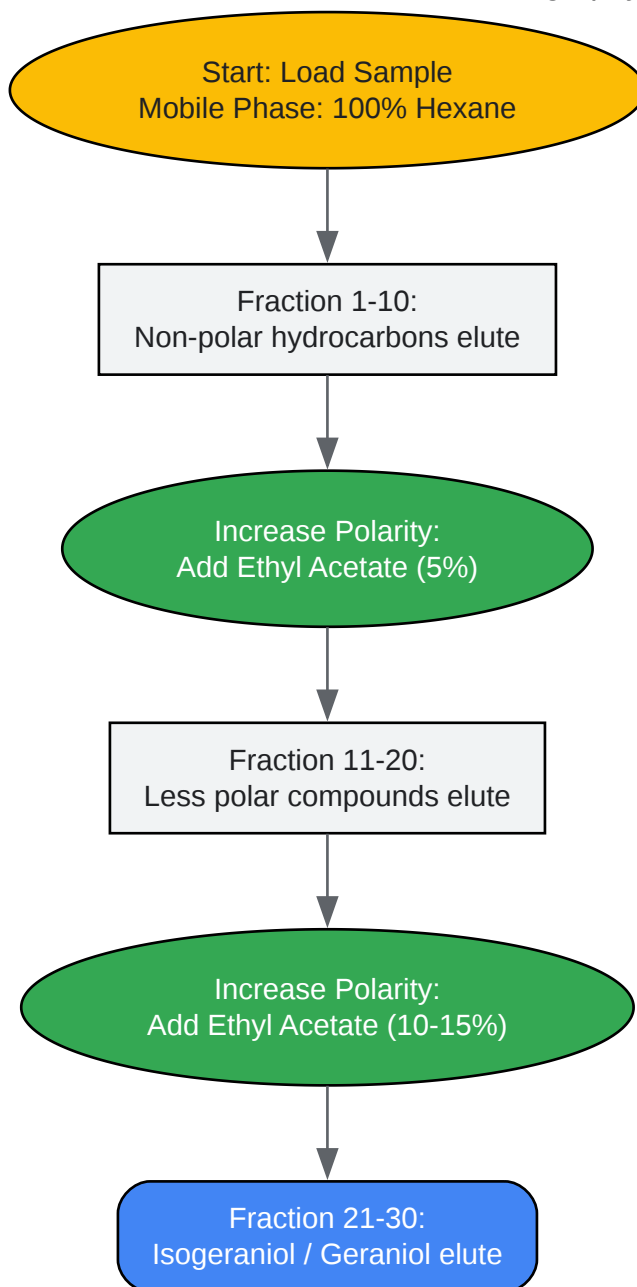 Start: Load Sample
Mobile Phase: 100% Hexane
Fraction 1-10:
Non-polar hydrocarbons elute
Increase Polarity:
Add Ethyl Acetate (5%)
Fraction 11-20:
Less polar compounds elute
Increase Polarity:
Add Ethyl Acetate (10-15%)
Fraction 21-30:
Isogeraniol / Geraniol elute